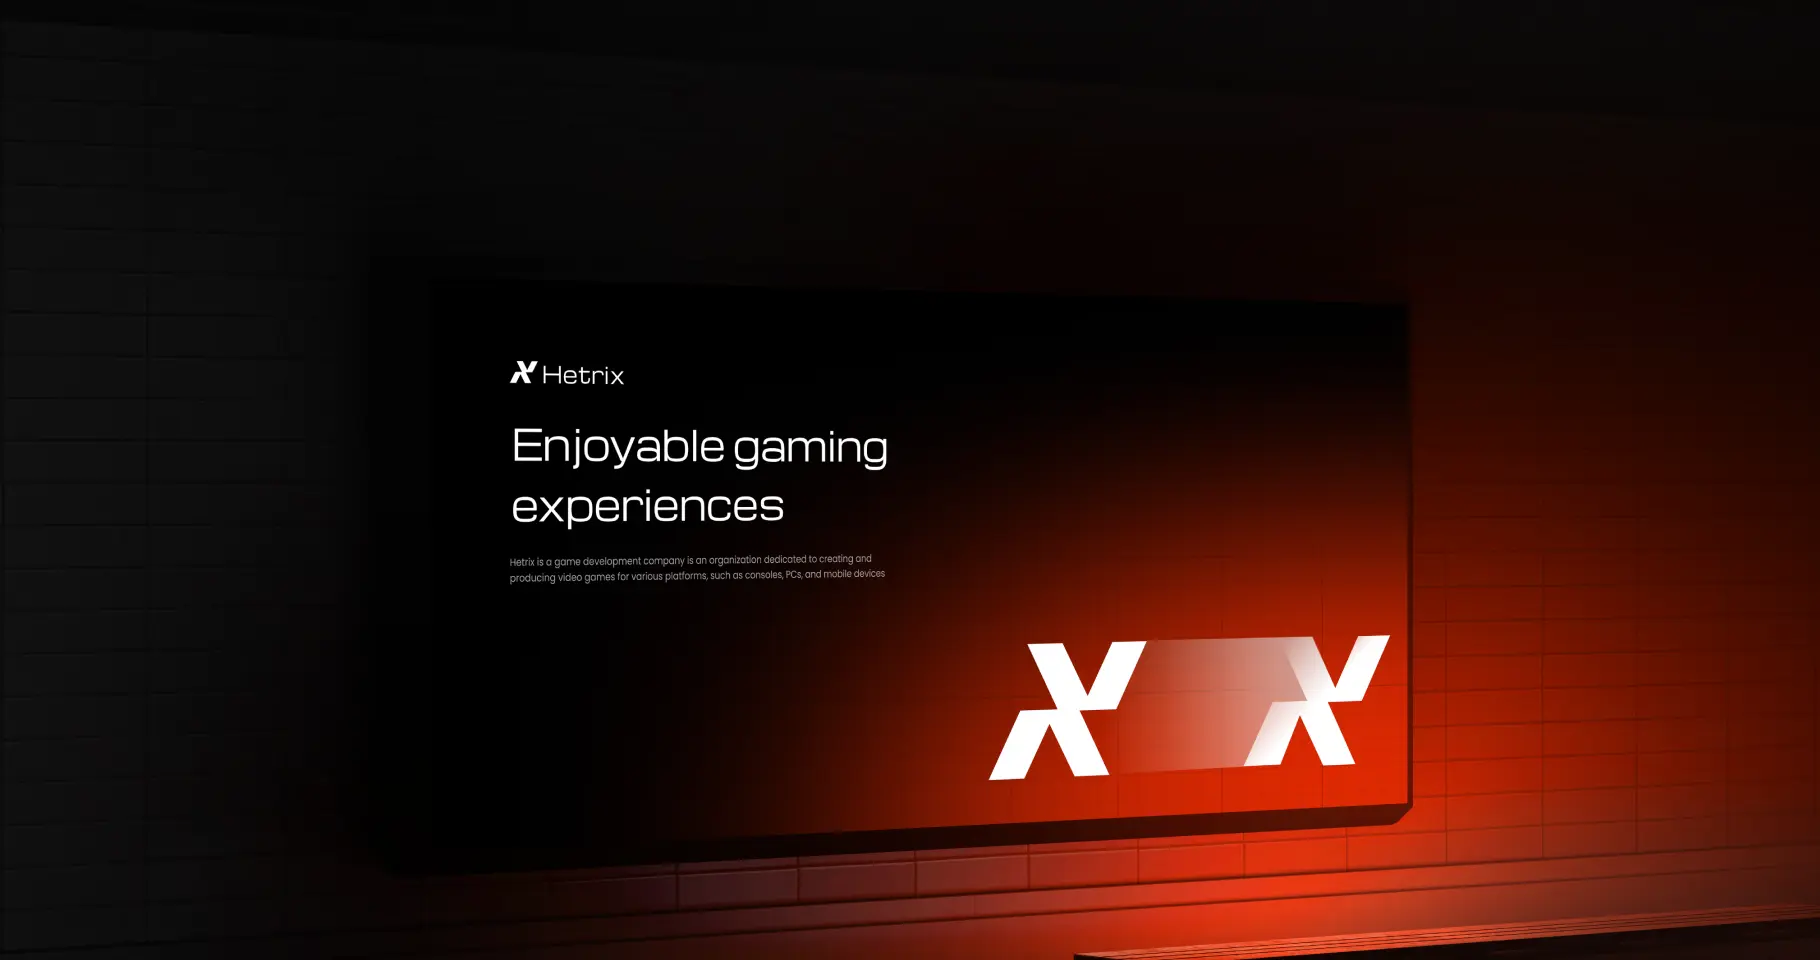 Hetrix
Enjoyable gaming
experiences
Hetrix is a game development company is an organization dedicated to creating and
producing video games for various platforms, such as consoles, PCs, and mobile devices